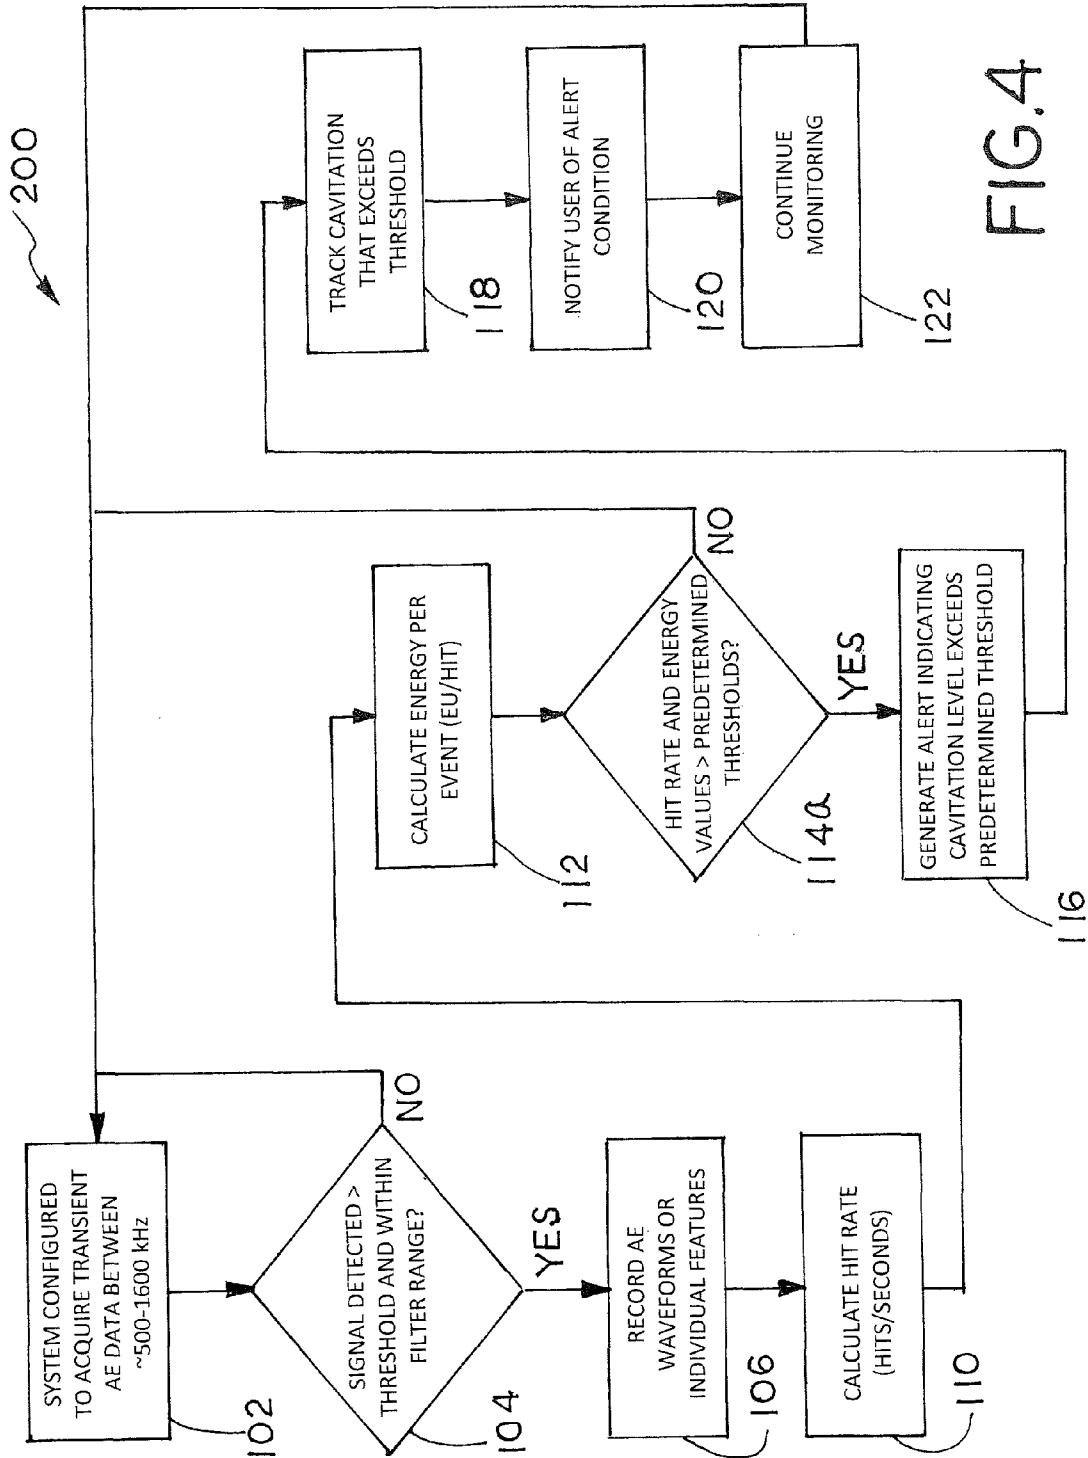 200
SYSTEM CONFIGURED
TO ACQUIRE TRANSIENT
AE DATA BETWEEN
~500-1600 kHz
102
SIGNAL DETECTED >
THRESHOLD AND WITHIN
FILTER RANGE?
104
NO
YES
RECORD AE
WAVEFORMS OR
INDIVIDUAL FEATURES
106
CALCULATE HIT RATE
(HITS/SECONDS)
110
CALCULATE ENERGY PER
EVENT (EU/HIT)
112
HIT RATE AND ENERGY
VALUES > PREDETERMINED
THRESHOLDS?
114a
NO
YES
GENERATE ALERT INDICATING
CAVITATION LEVEL EXCEEDS
PREDETERMINED THRESHOLD
116
TRACK CAVITATION
THAT EXCEEDS
THRESHOLD
118
NOTIFY USER OF ALERT
CONDITION
120
CONTINUE
MONITORING
122
FIG.4